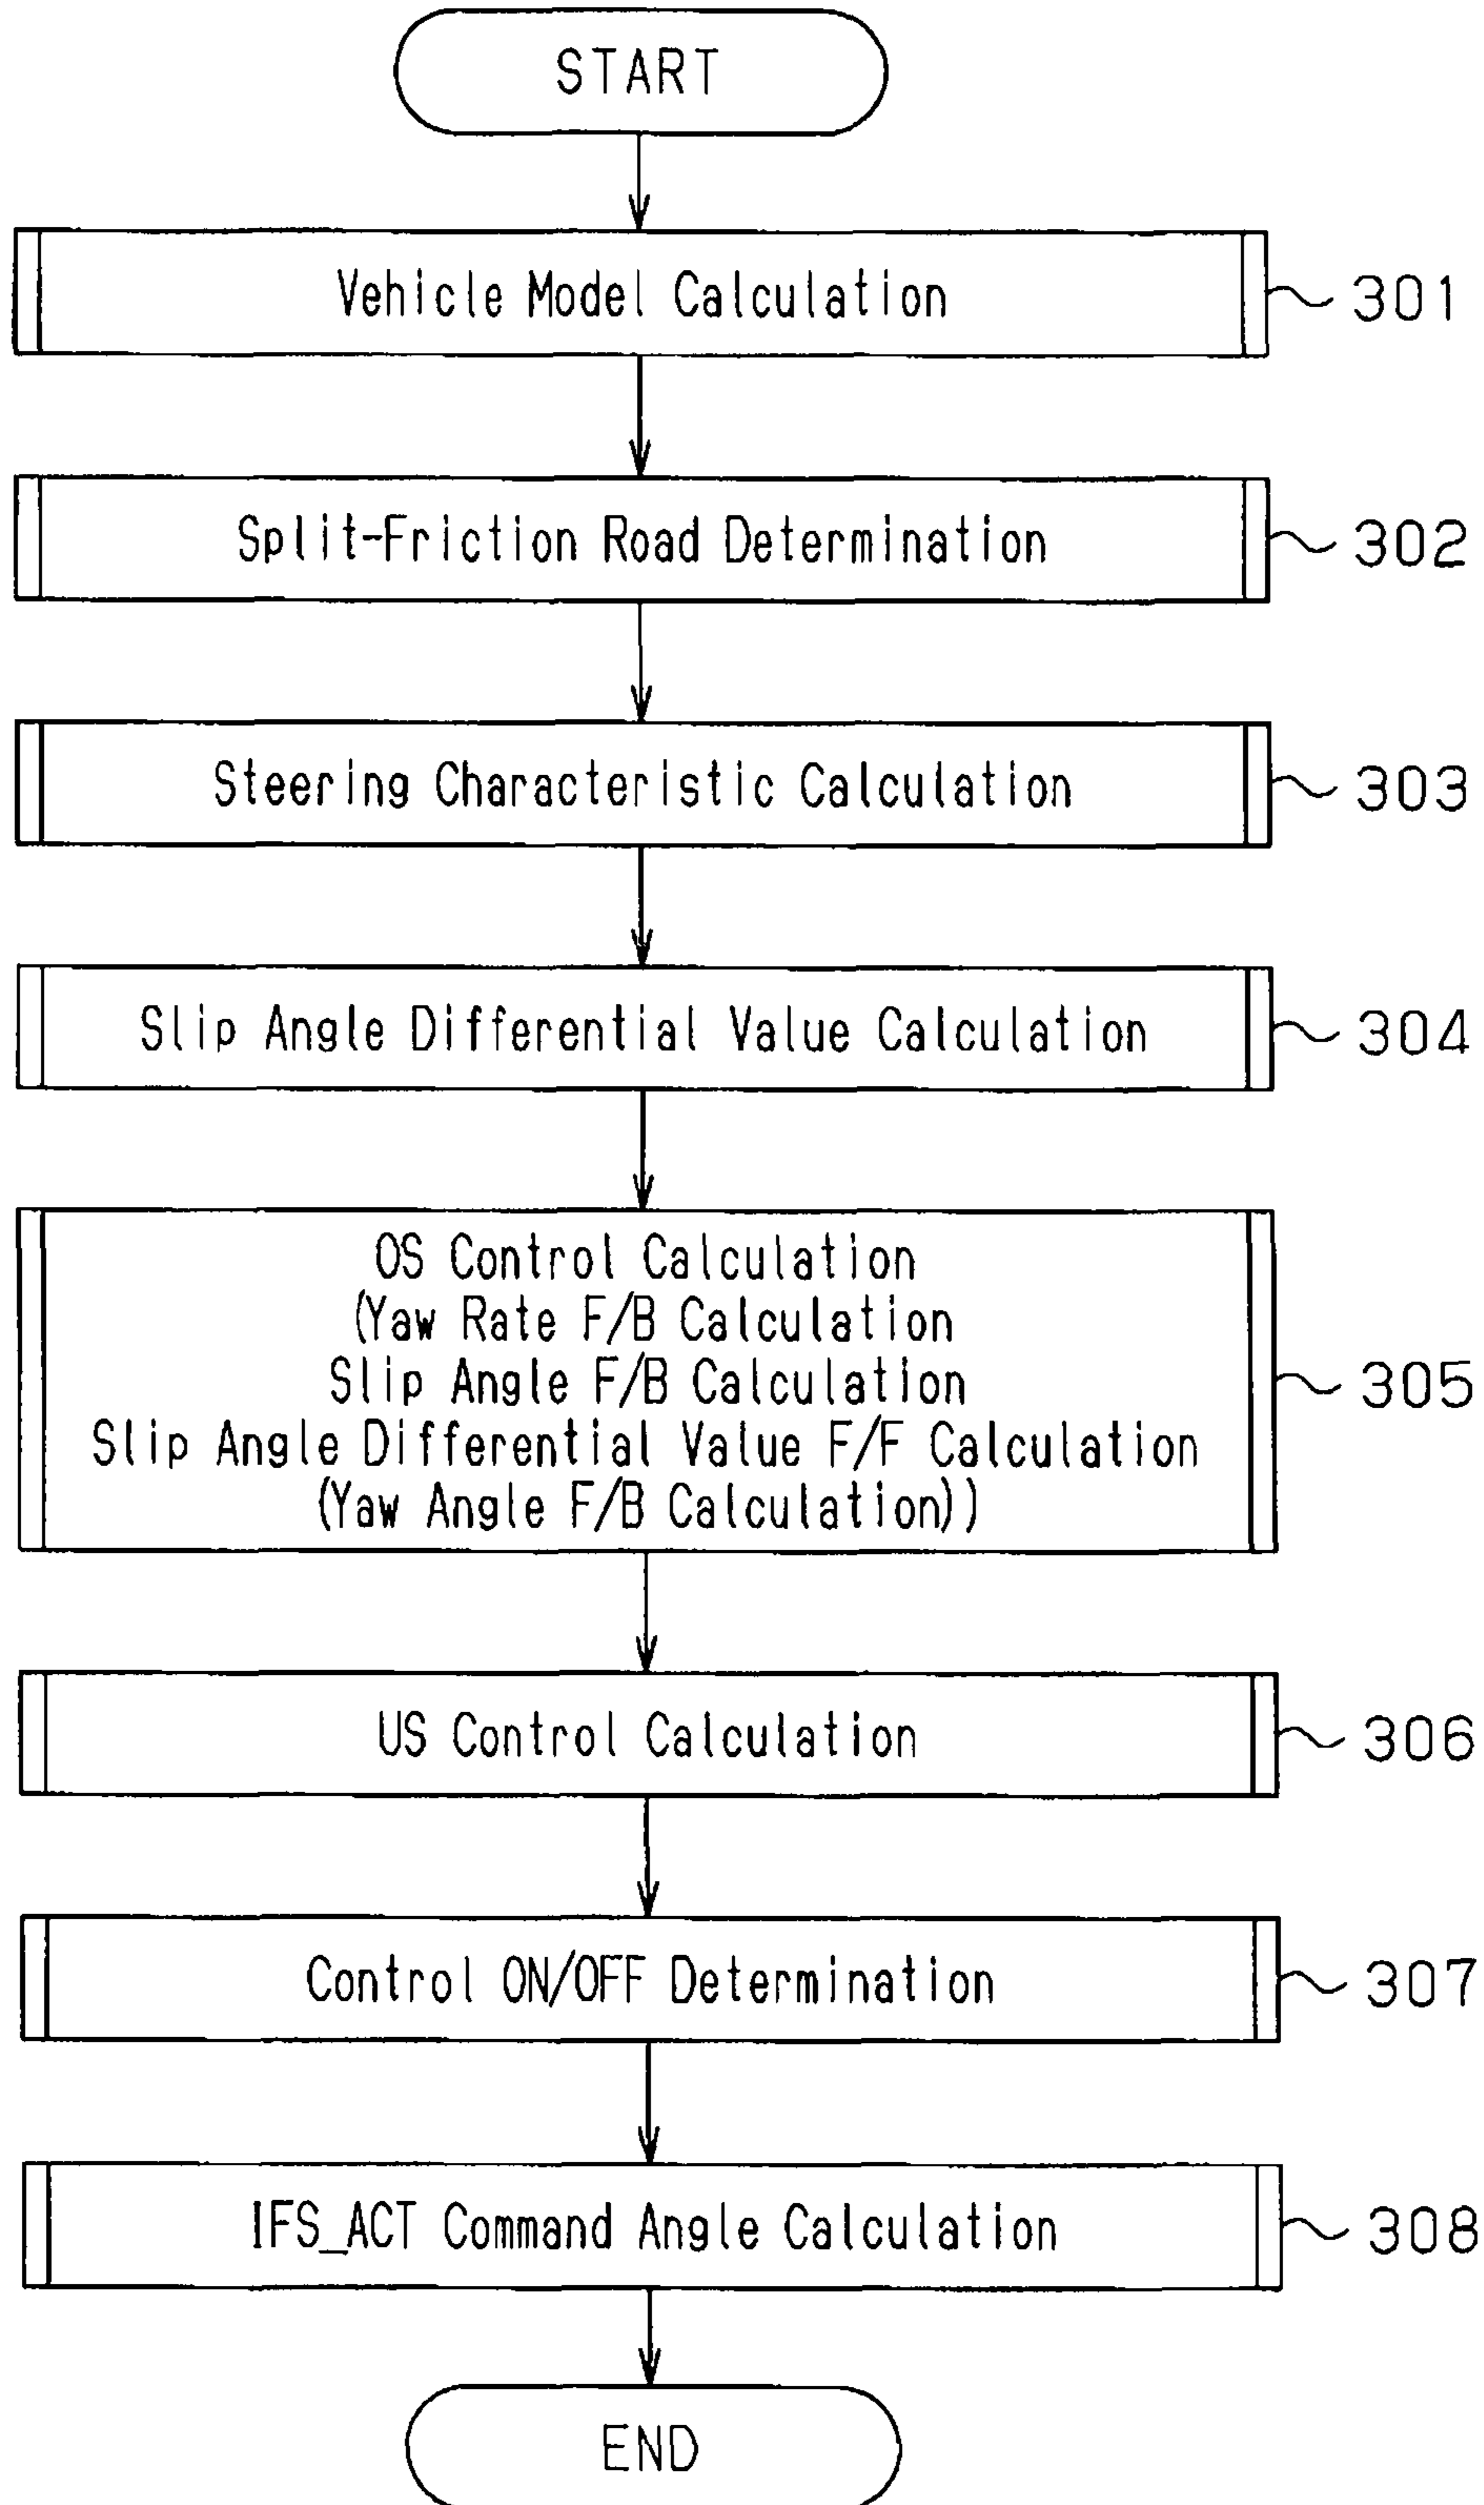 START
Vehicle Model Calculation
301
Split-Friction Road Determination
302
Steering Characteristic Calculation
303
Slip Angle Differential Value Calculation
304
OS Control Calculation
(Yaw Rate F/B Calculation
Slip Angle F/B Calculation
Slip Angle Differential Value F/F Calculation
(Yaw Angle F/B Calculation))
305
US Control Calculation
306
Control ON/OFF Determination
307
IFS_ACT Command Angle Calculation
308
END